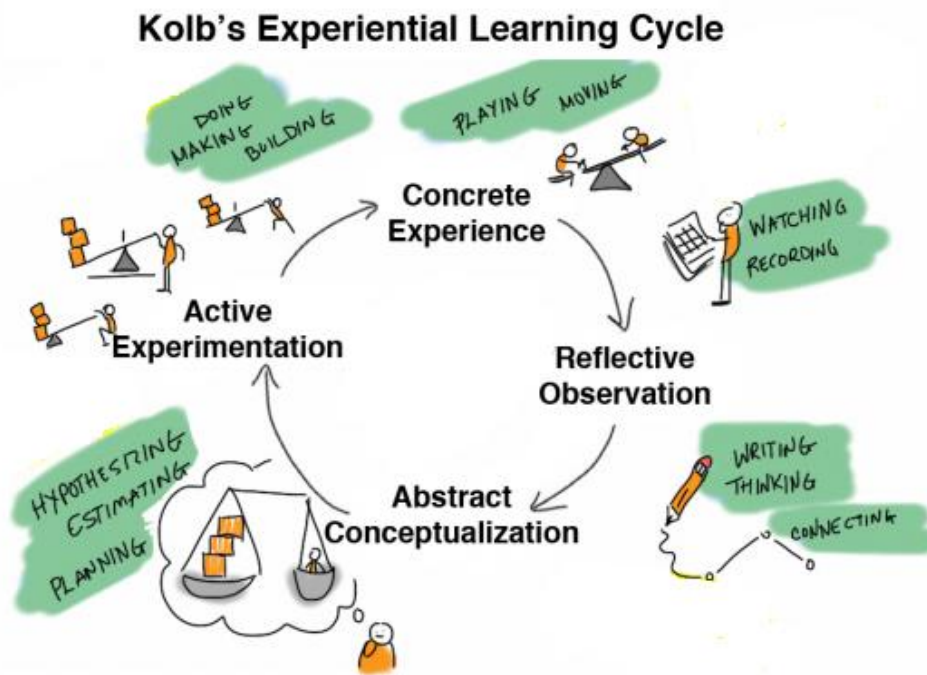 Kolb's Experiential Learning Cycle
DOING
MAKING
BUILDING
PLAYING
MOVING
Concrete
Experience
WATCHING
RECORDING
Active
Experimentation
Reflective
Observation
HYPOTHESIZING
ESTIMATING
PLANNING
Abstract
Conceptualization
WRITING
THINKING
CONNECTING